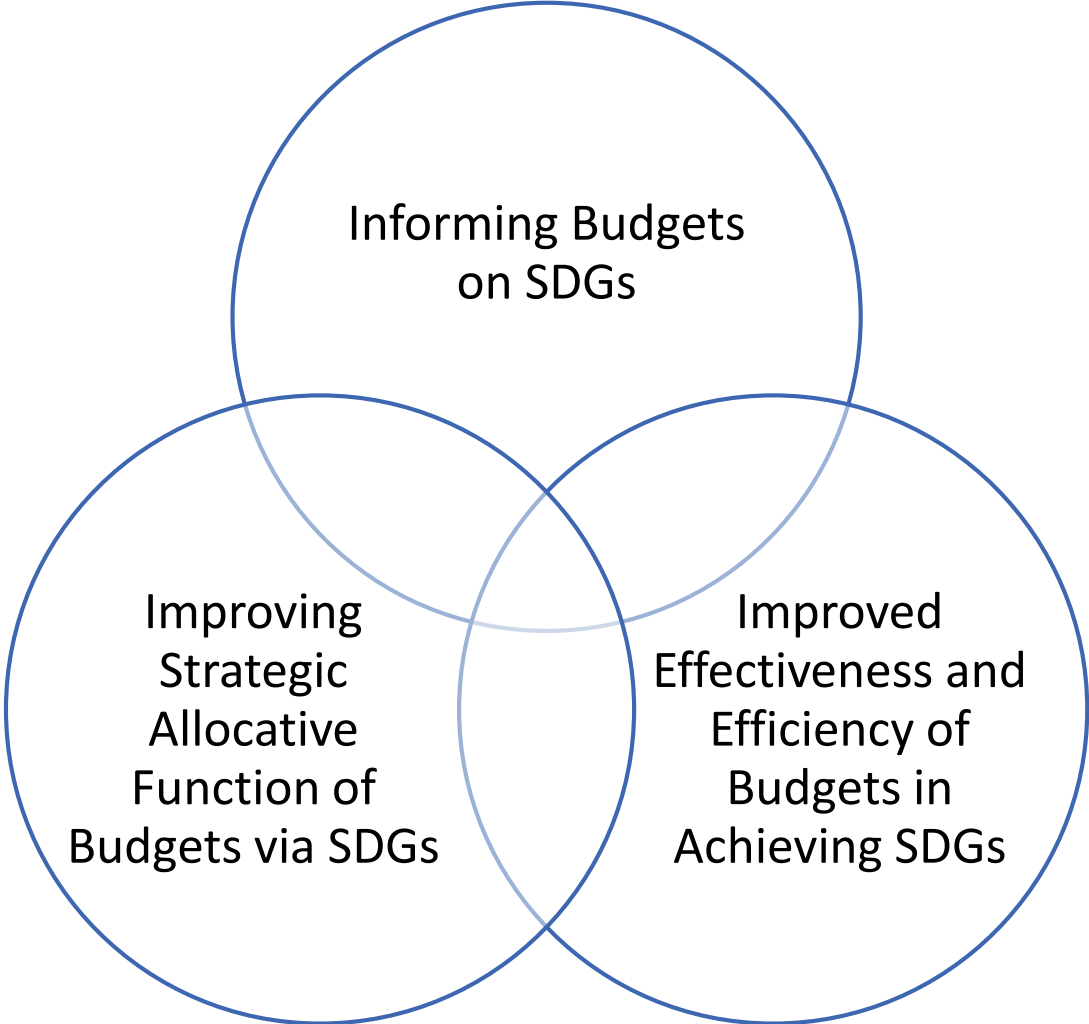 Informing Budgets
on SDGs
Improving
Strategic
Allocative
Function of
Budgets via SDGs
Improved
Effectiveness and
Efficiency of
Budgets in
Achieving SDGs